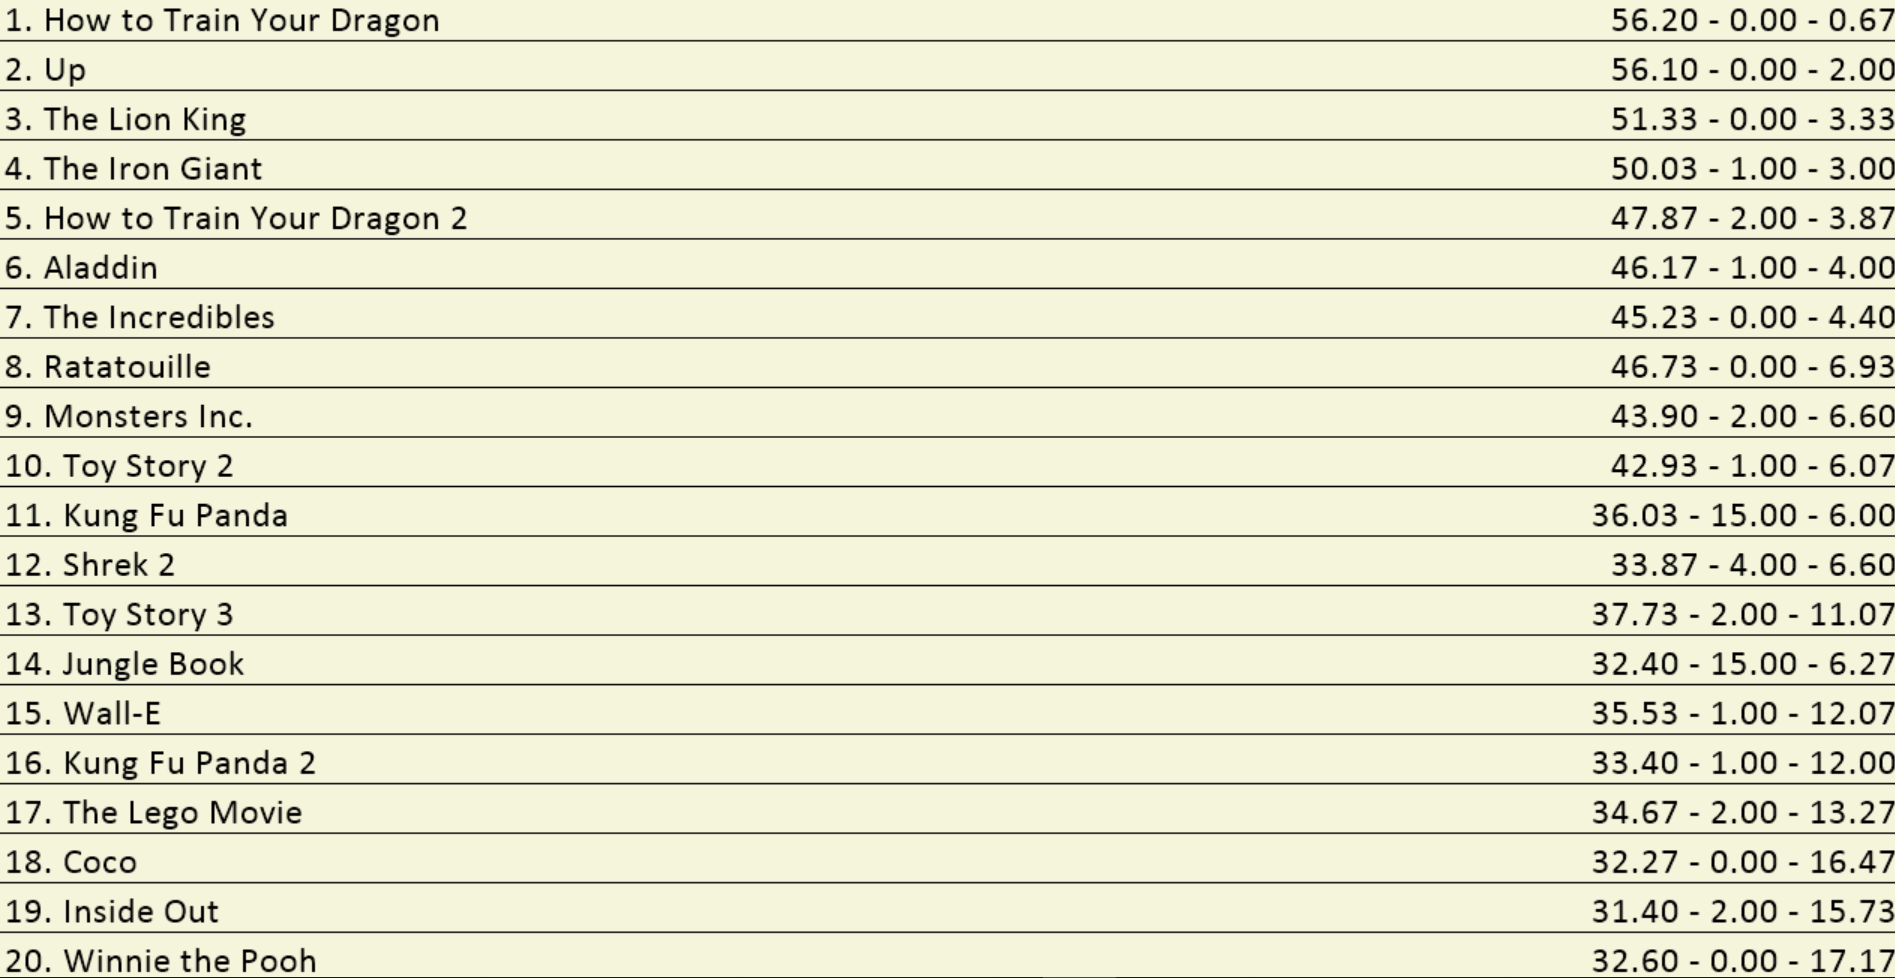 1. How to Train Your Dragon 56.20 - 0.00 - 0.67
2. Up 56.10 - 0.00 - 2.00
3. The Lion King 51.33 - 0.00 - 3.33
4. The Iron Giant 50.03 - 1.00 - 3.00
5. How to Train Your Dragon 2 47.87 - 2.00 - 3.87
6. Aladdin 46.17 - 1.00 - 4.00
7. The Incredibles 45.23 - 0.00 - 4.40
8. Ratatouille 46.73 - 0.00 - 6.93
9. Monsters Inc. 43.90 - 2.00 - 6.60
10. Toy Story 2 42.93 - 1.00 - 6.07
11. Kung Fu Panda 36.03 - 15.00 - 6.00
12. Shrek 2 33.87 - 4.00 - 6.60
13. Toy Story 3 37.73 - 2.00 - 11.07
14. Jungle Book 32.40 - 15.00 - 6.27
15. Wall-E 35.53 - 1.00 - 12.07
16. Kung Fu Panda 2 33.40 - 1.00 - 12.00
17. The Lego Movie 34.67 - 2.00 - 13.27
18. Coco 32.27 - 0.00 - 16.47
19. Inside Out 31.40 - 2.00 - 15.73
20. Winnie the Pooh 32.60 - 0.00 - 17.17